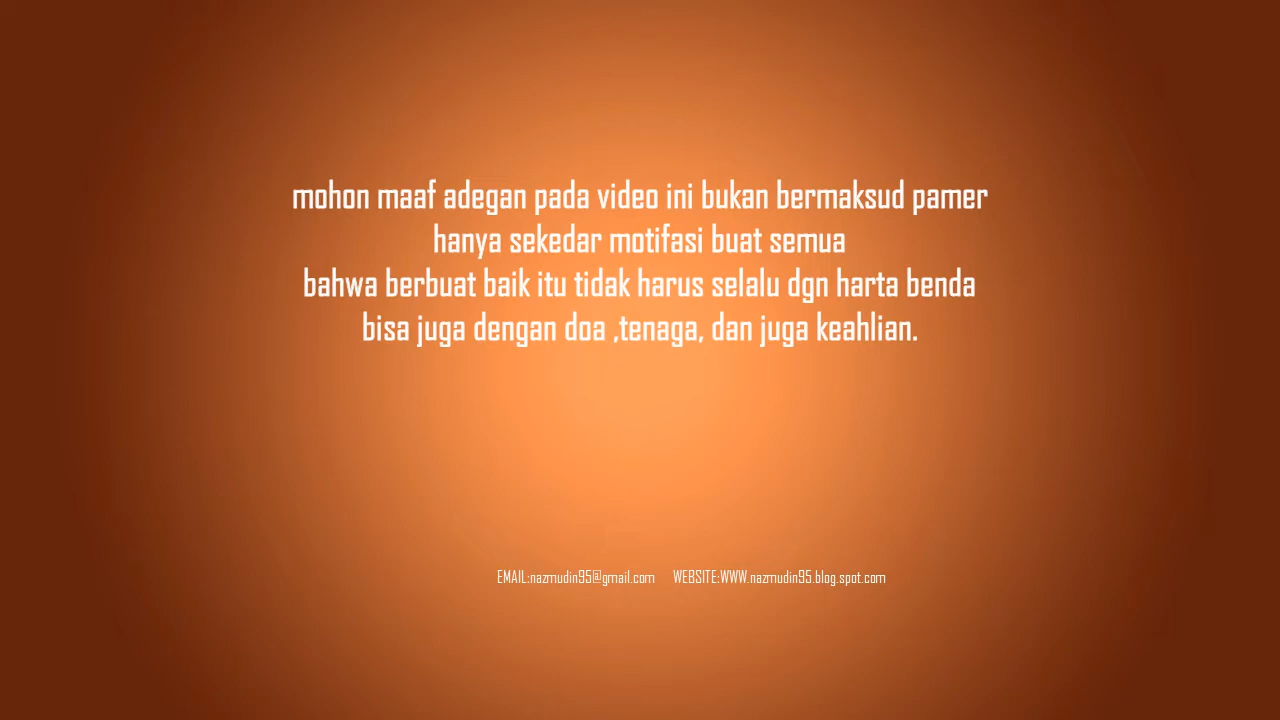 mohon maaf adegan pada video ini bukan bermaksud pamer
hanya sekedar motifasi buat semua
bahwa berbuat baik itu tidak harus selalu dgn harta benda
bisa juga dengan doa ,tenaga, dan juga keahlian.
EMAIL:nazmudin95@gmail.com WEBSITE:WWW.nazmudin95.blog.spot.com